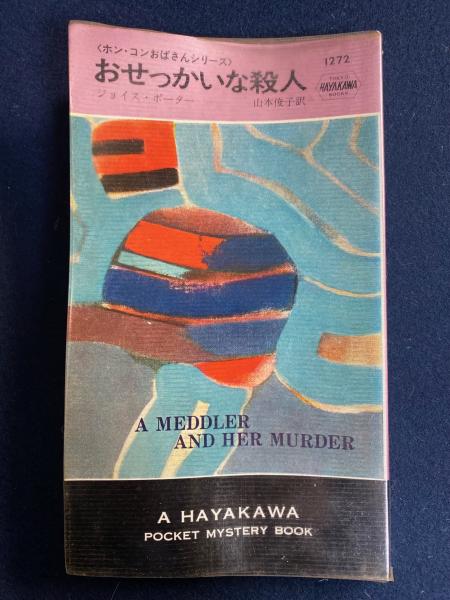 〈ホン・コンおばさんシリーズ〉
1272
おせっかいな殺人
ジョイス・ポーター
山本俊子訳
TOKYO
HAYAKAWA
BOOKS
A MEDDLER
AND HER MURDER
A HAYAKAWA
POCKET MYSTERY BOOK